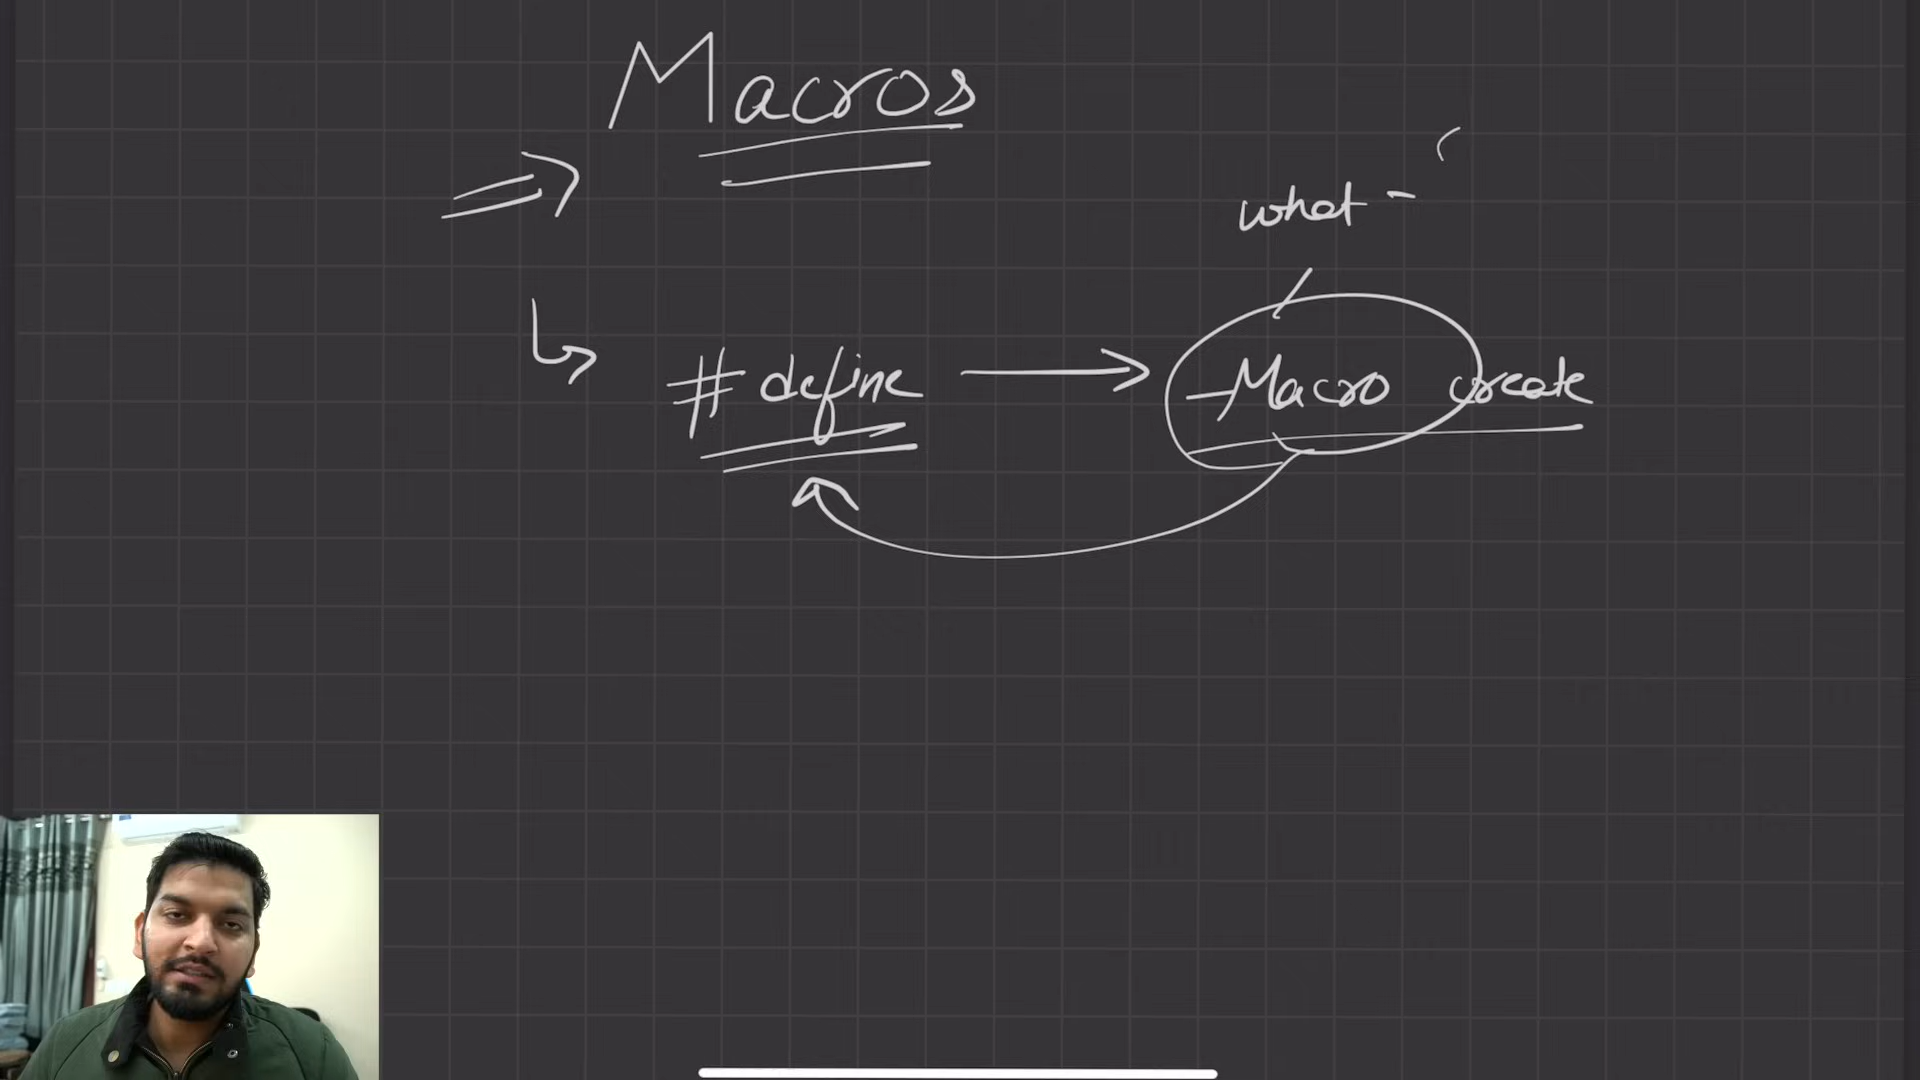 Macros
what -
# define → Macro create